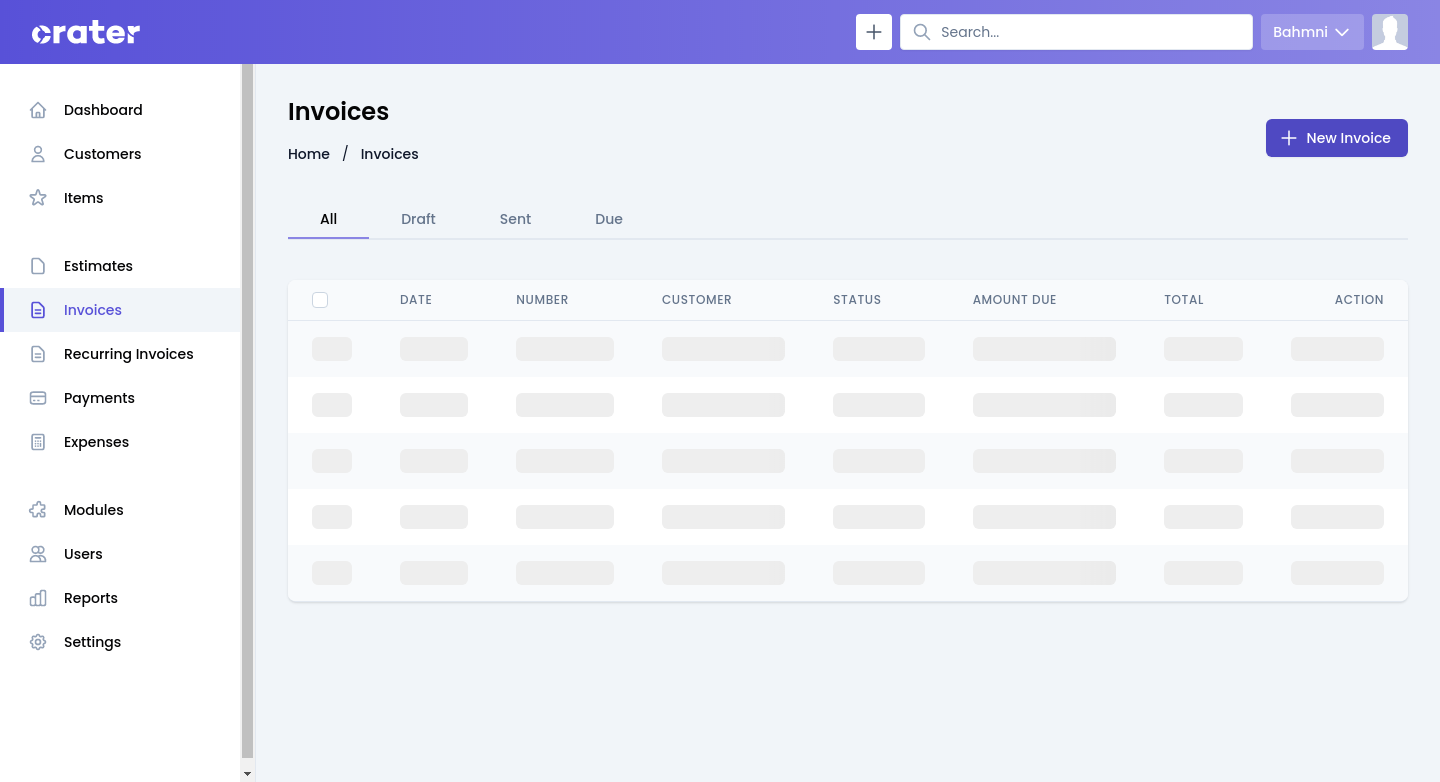 crater
Search...
Bahmni
Dashboard
Customers
Items
Estimates
Invoices
Recurring Invoices
Payments
Expenses
Modules
Users
Reports
Settings
Invoices
Home / Invoices
New Invoice
All Draft Sent Due
DATE NUMBER CUSTOMER STATUS AMOUNT DUE TOTAL ACTION